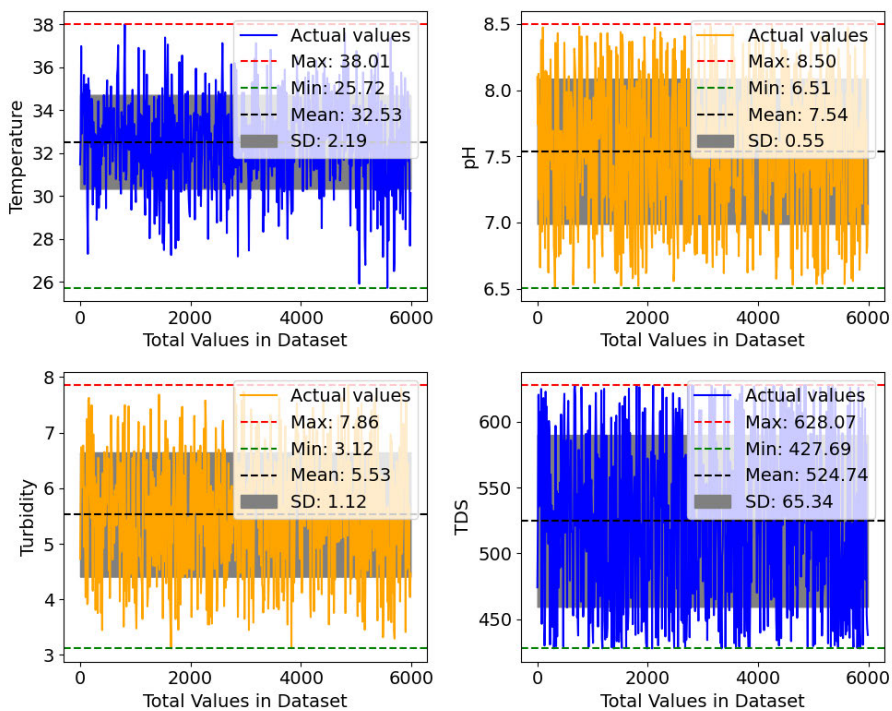 Actual values
Max: 38.01
Min: 25.72
Mean: 32.53
SD: 2.19
38
36
34
32
30
28
26
Temperature
0 2000 4000 6000
Total Values in Dataset
Actual values
Max: 8.50
Min: 6.51
Mean: 7.54
SD: 0.55
8.5
8.0
7.5
7.0
6.5
pH
0 2000 4000 6000
Total Values in Dataset
Actual values
Max: 7.86
Min: 3.12
Mean: 5.53
SD: 1.12
8
7
6
5
4
3
Turbidity
0 2000 4000 6000
Total Values in Dataset
Actual values
Max: 628.07
Min: 427.69
Mean: 524.74
SD: 65.34
600
550
500
450
TDS
0 2000 4000 6000
Total Values in Dataset